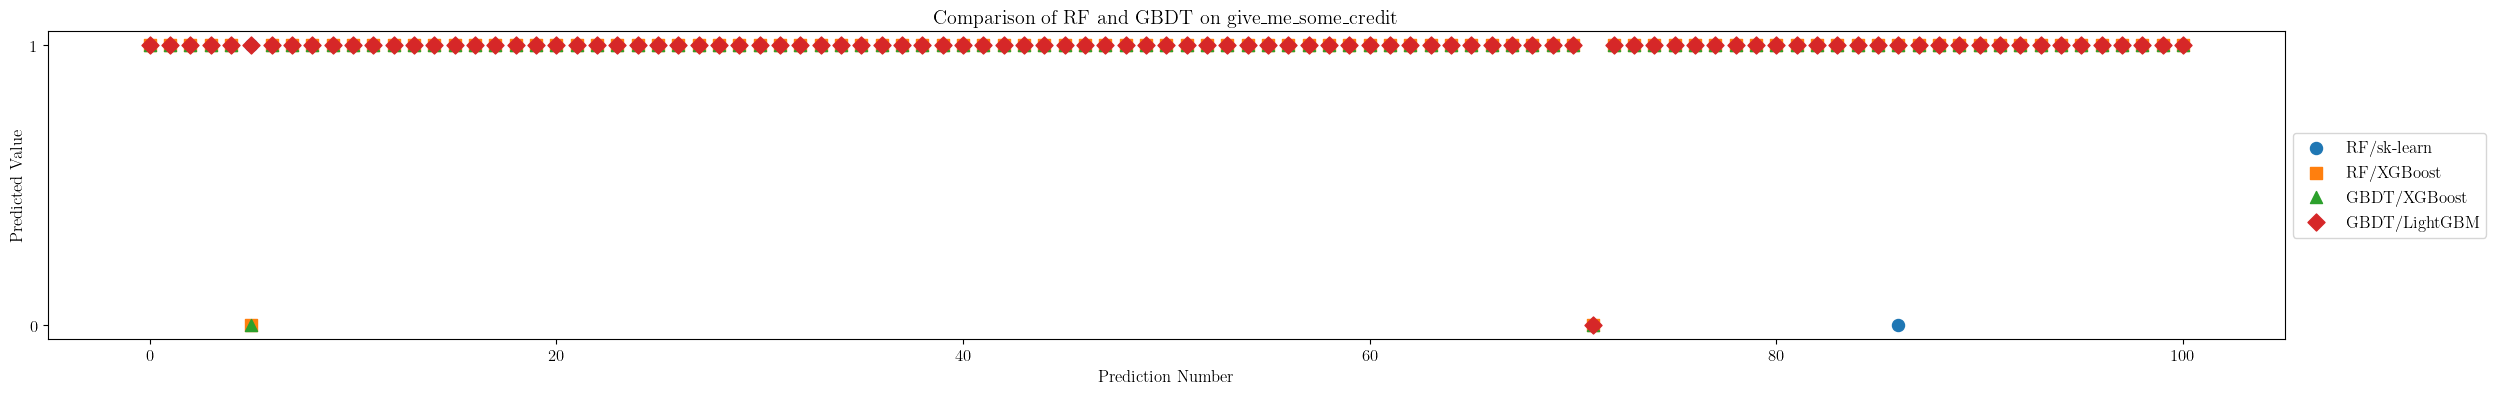 Comparison of RF and GBDT on give_me_some_credit
1
0
Predicted Value
0 20 40 60 80 100
Prediction Number
RF/sk-learn
RF/XGBoost
GBDT/XGBoost
GBDT/LightGBM